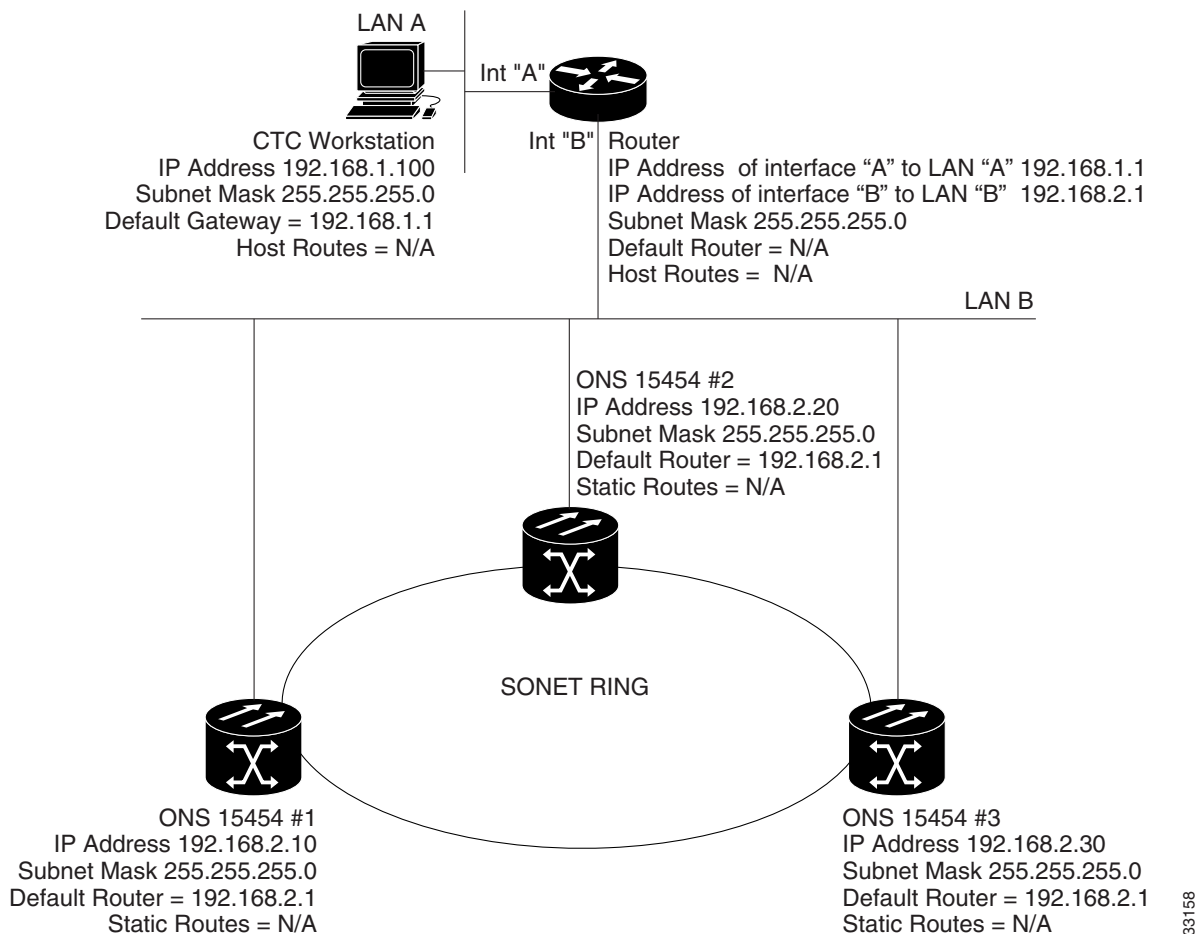 LAN A
Int "A"
CTC Workstation
IP Address 192.168.1.100
Subnet Mask 255.255.255.0
Default Gateway = 192.168.1.1
Host Routes = N/A
Int "B"
Router
IP Address of interface “A” to LAN “A” 192.168.1.1
IP Address of interface “B” to LAN “B” 192.168.2.1
Subnet Mask 255.255.255.0
Default Router = N/A
Host Routes = N/A
LAN B
ONS 15454 #2
IP Address 192.168.2.20
Subnet Mask 255.255.255.0
Default Router = 192.168.2.1
Static Routes = N/A
SONET RING
ONS 15454 #1
IP Address 192.168.2.10
Subnet Mask 255.255.255.0
Default Router = 192.168.2.1
Static Routes = N/A
ONS 15454 #3
IP Address 192.168.2.30
Subnet Mask 255.255.255.0
Default Router = 192.168.2.1
Static Routes = N/A
33158